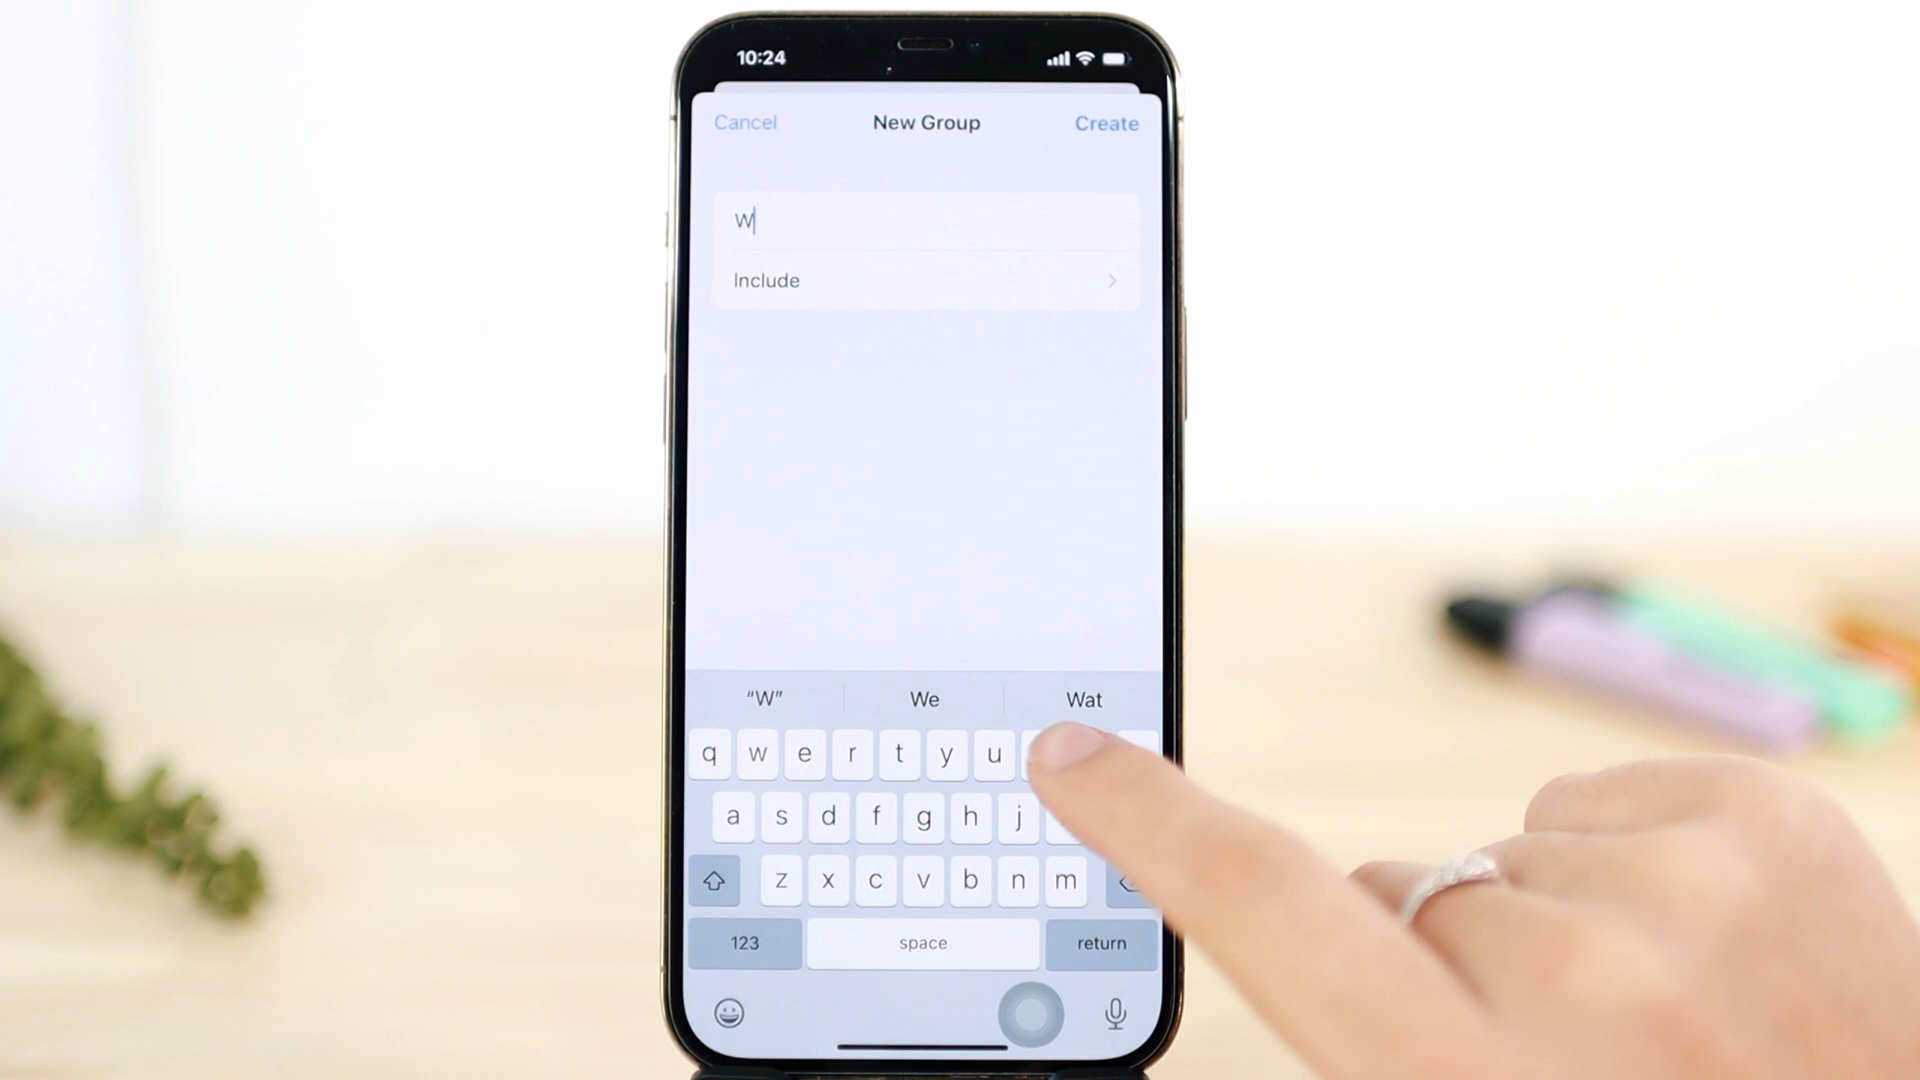 10:24
Cancel New Group Create
W
Include
“W” We Wat
q w e r t y u
a s d f g h j
z x c v b n m
123 space return